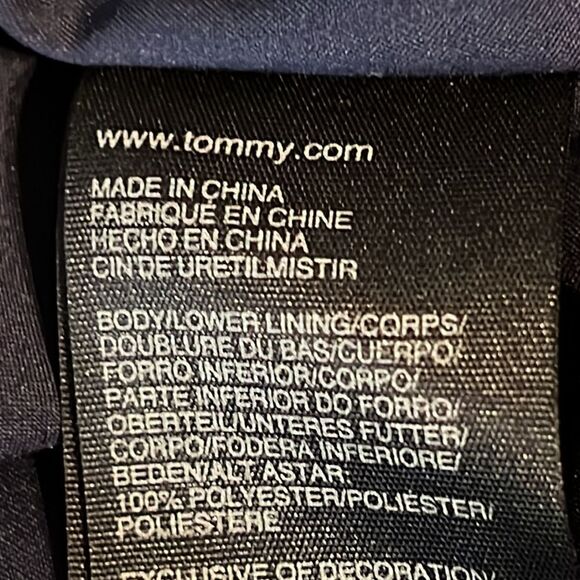 www.tommy.com
MADE IN CHINA
FABRIQUÉ EN CHINE
HECHO EN CHINA
CIN'DE URETILMISTIR
BODY/LOWER LINING/CORPS/
DOUBLURE DU BAS/CUERPO/
FORRO INFERIOR/CORPO/
PARTE INFERIOR DO FORRO/
OBERTEIL/UNTERES FUTTER/
CORPO/FODERA INFERIORE/
BEDEN/ALT ASTAR
100% POLYESTER/POLIÉSTER/
POLIESTERE
EXCLUSIVE OF DECORATION/